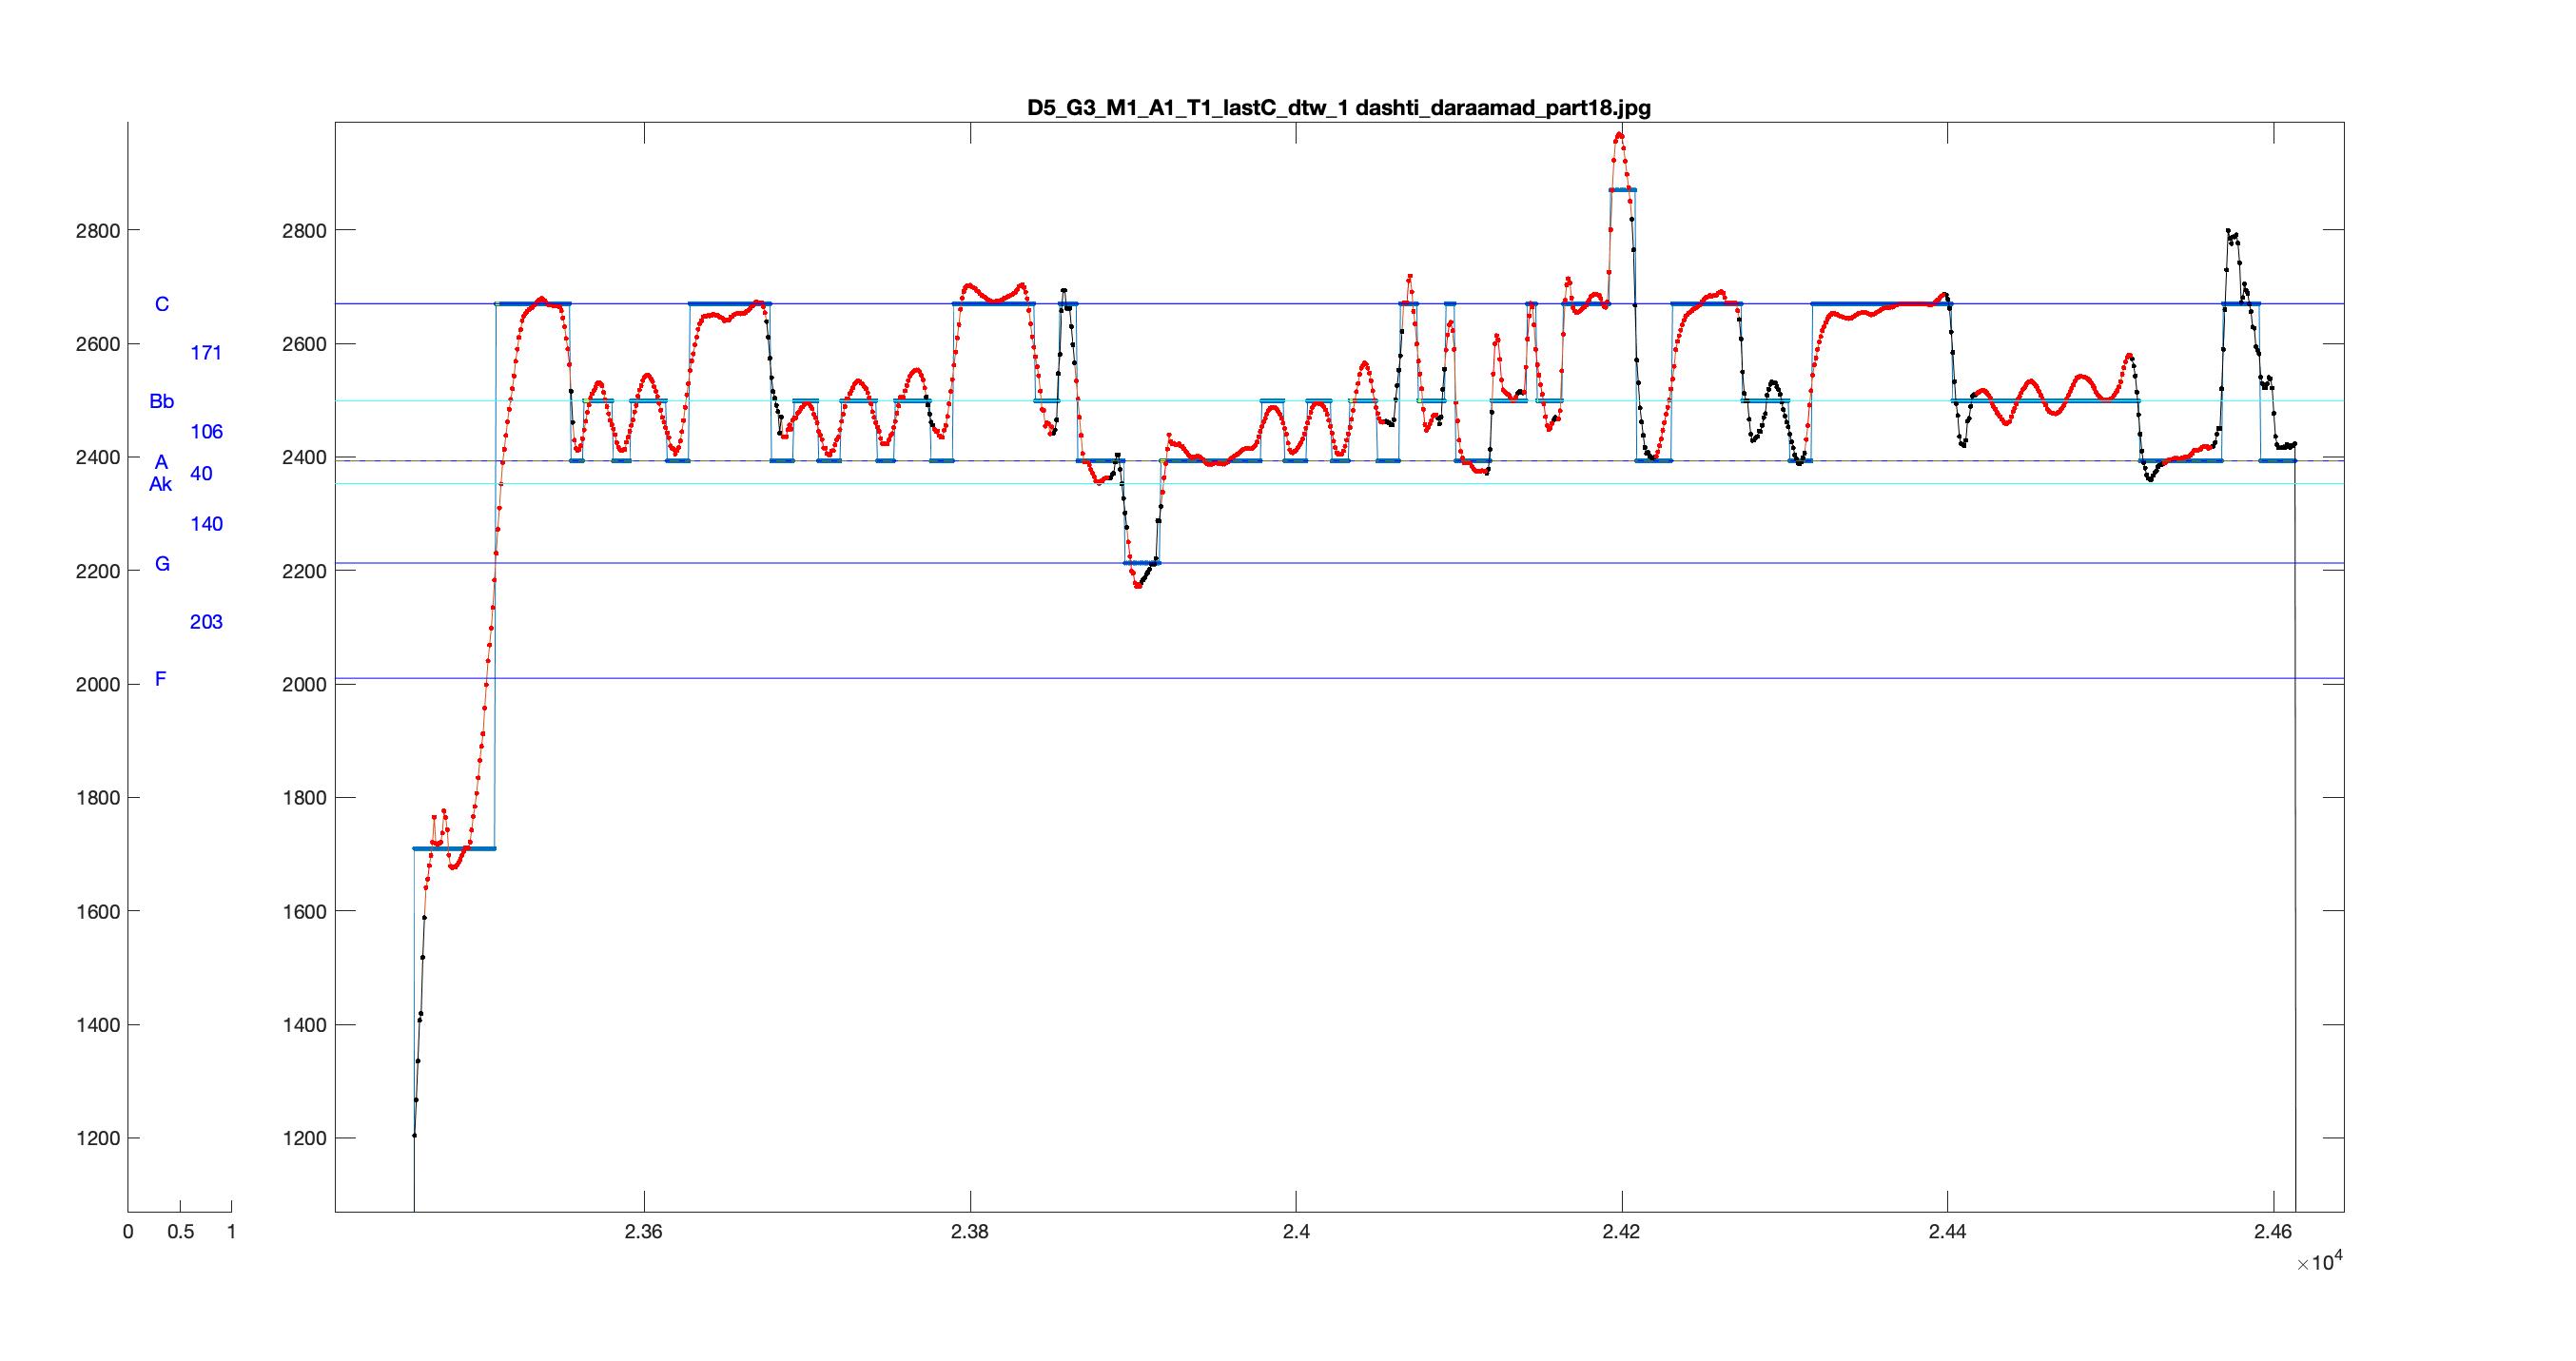 D5_G3_M1_A1_T1_lastC_dtw_1 dashti_daraamad_part18.jpg
2800 2800
C
2600 171 2600
Bb
106
2400 A 2400
40
Ak
140
G
2200 2200
203
F
2000 2000
1800 1800
1600 1600
1400 1400
1200 1200
0 0.5 1 2.36 2.38 2.4 2.42 2.44 2.46
×10^4